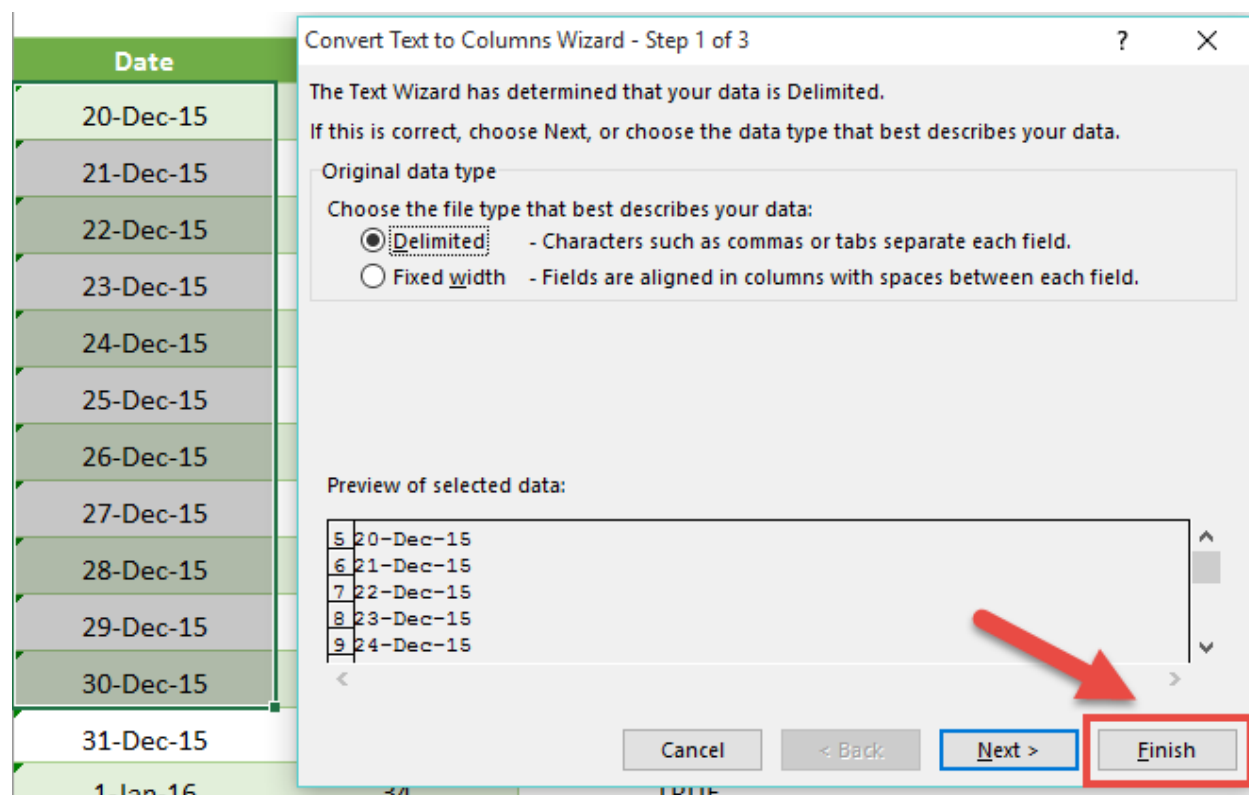 Date
20-Dec-15
21-Dec-15
22-Dec-15
23-Dec-15
24-Dec-15
25-Dec-15
26-Dec-15
27-Dec-15
28-Dec-15
29-Dec-15
30-Dec-15
31-Dec-15
1-Jan-16 34 TRUE
Convert Text to Columns Wizard - Step 1 of 3
The Text Wizard has determined that your data is Delimited.
If this is correct, choose Next, or choose the data type that best describes your data.
Original data type
Choose the file type that best describes your data:
Delimited - Characters such as commas or tabs separate each field.
Fixed width - Fields are aligned in columns with spaces between each field.
Preview of selected data:
5 20-Dec-15
6 21-Dec-15
7 22-Dec-15
8 23-Dec-15
9 24-Dec-15
Cancel < Back Next > Finish